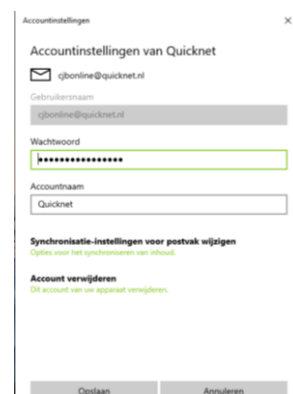 Accountinstellingen
Accountinstellingen van Quicknet
cjbonline@quicknet.nl
Gebruikersnaam
cjbonline@quicknet.nl
Wachtwoord
••••••••••••••••
Accountnaam
Quicknet
Synchronisatie-instellingen voor postvak wijzigen
Opties voor het synchroniseren van inhoud.
Account verwijderen
Dit account van uw apparaat verwijderen.
Opslaan
Annuleren